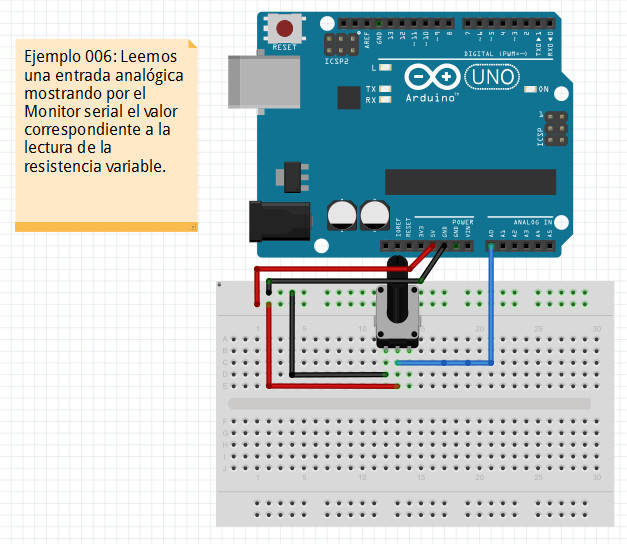 Ejemplo 006: Leemos
una entrada analógica
mostrando por el
Monitor serial el valor
correspondiente a la
lectura de la
resistencia variable.
RESET
ICSP2
AREF
GND
13
12
~11
~10
~9
8
7
~6
~5
4
~3
2
TXD▶1
RXD◀0
DIGITAL (PWM=~)
L
TX
RX
UNO
Arduino™
ON
ICSP
1
IOREF
RESET
3V3
5V
GND
GND
VIN
POWER
ANALOG IN
A0
A1
A2
A3
A4
A5
1 5 10 15 20 25 30
A
B
C
D
E
F
G
H
I
J
1 5 10 15 20 25 30